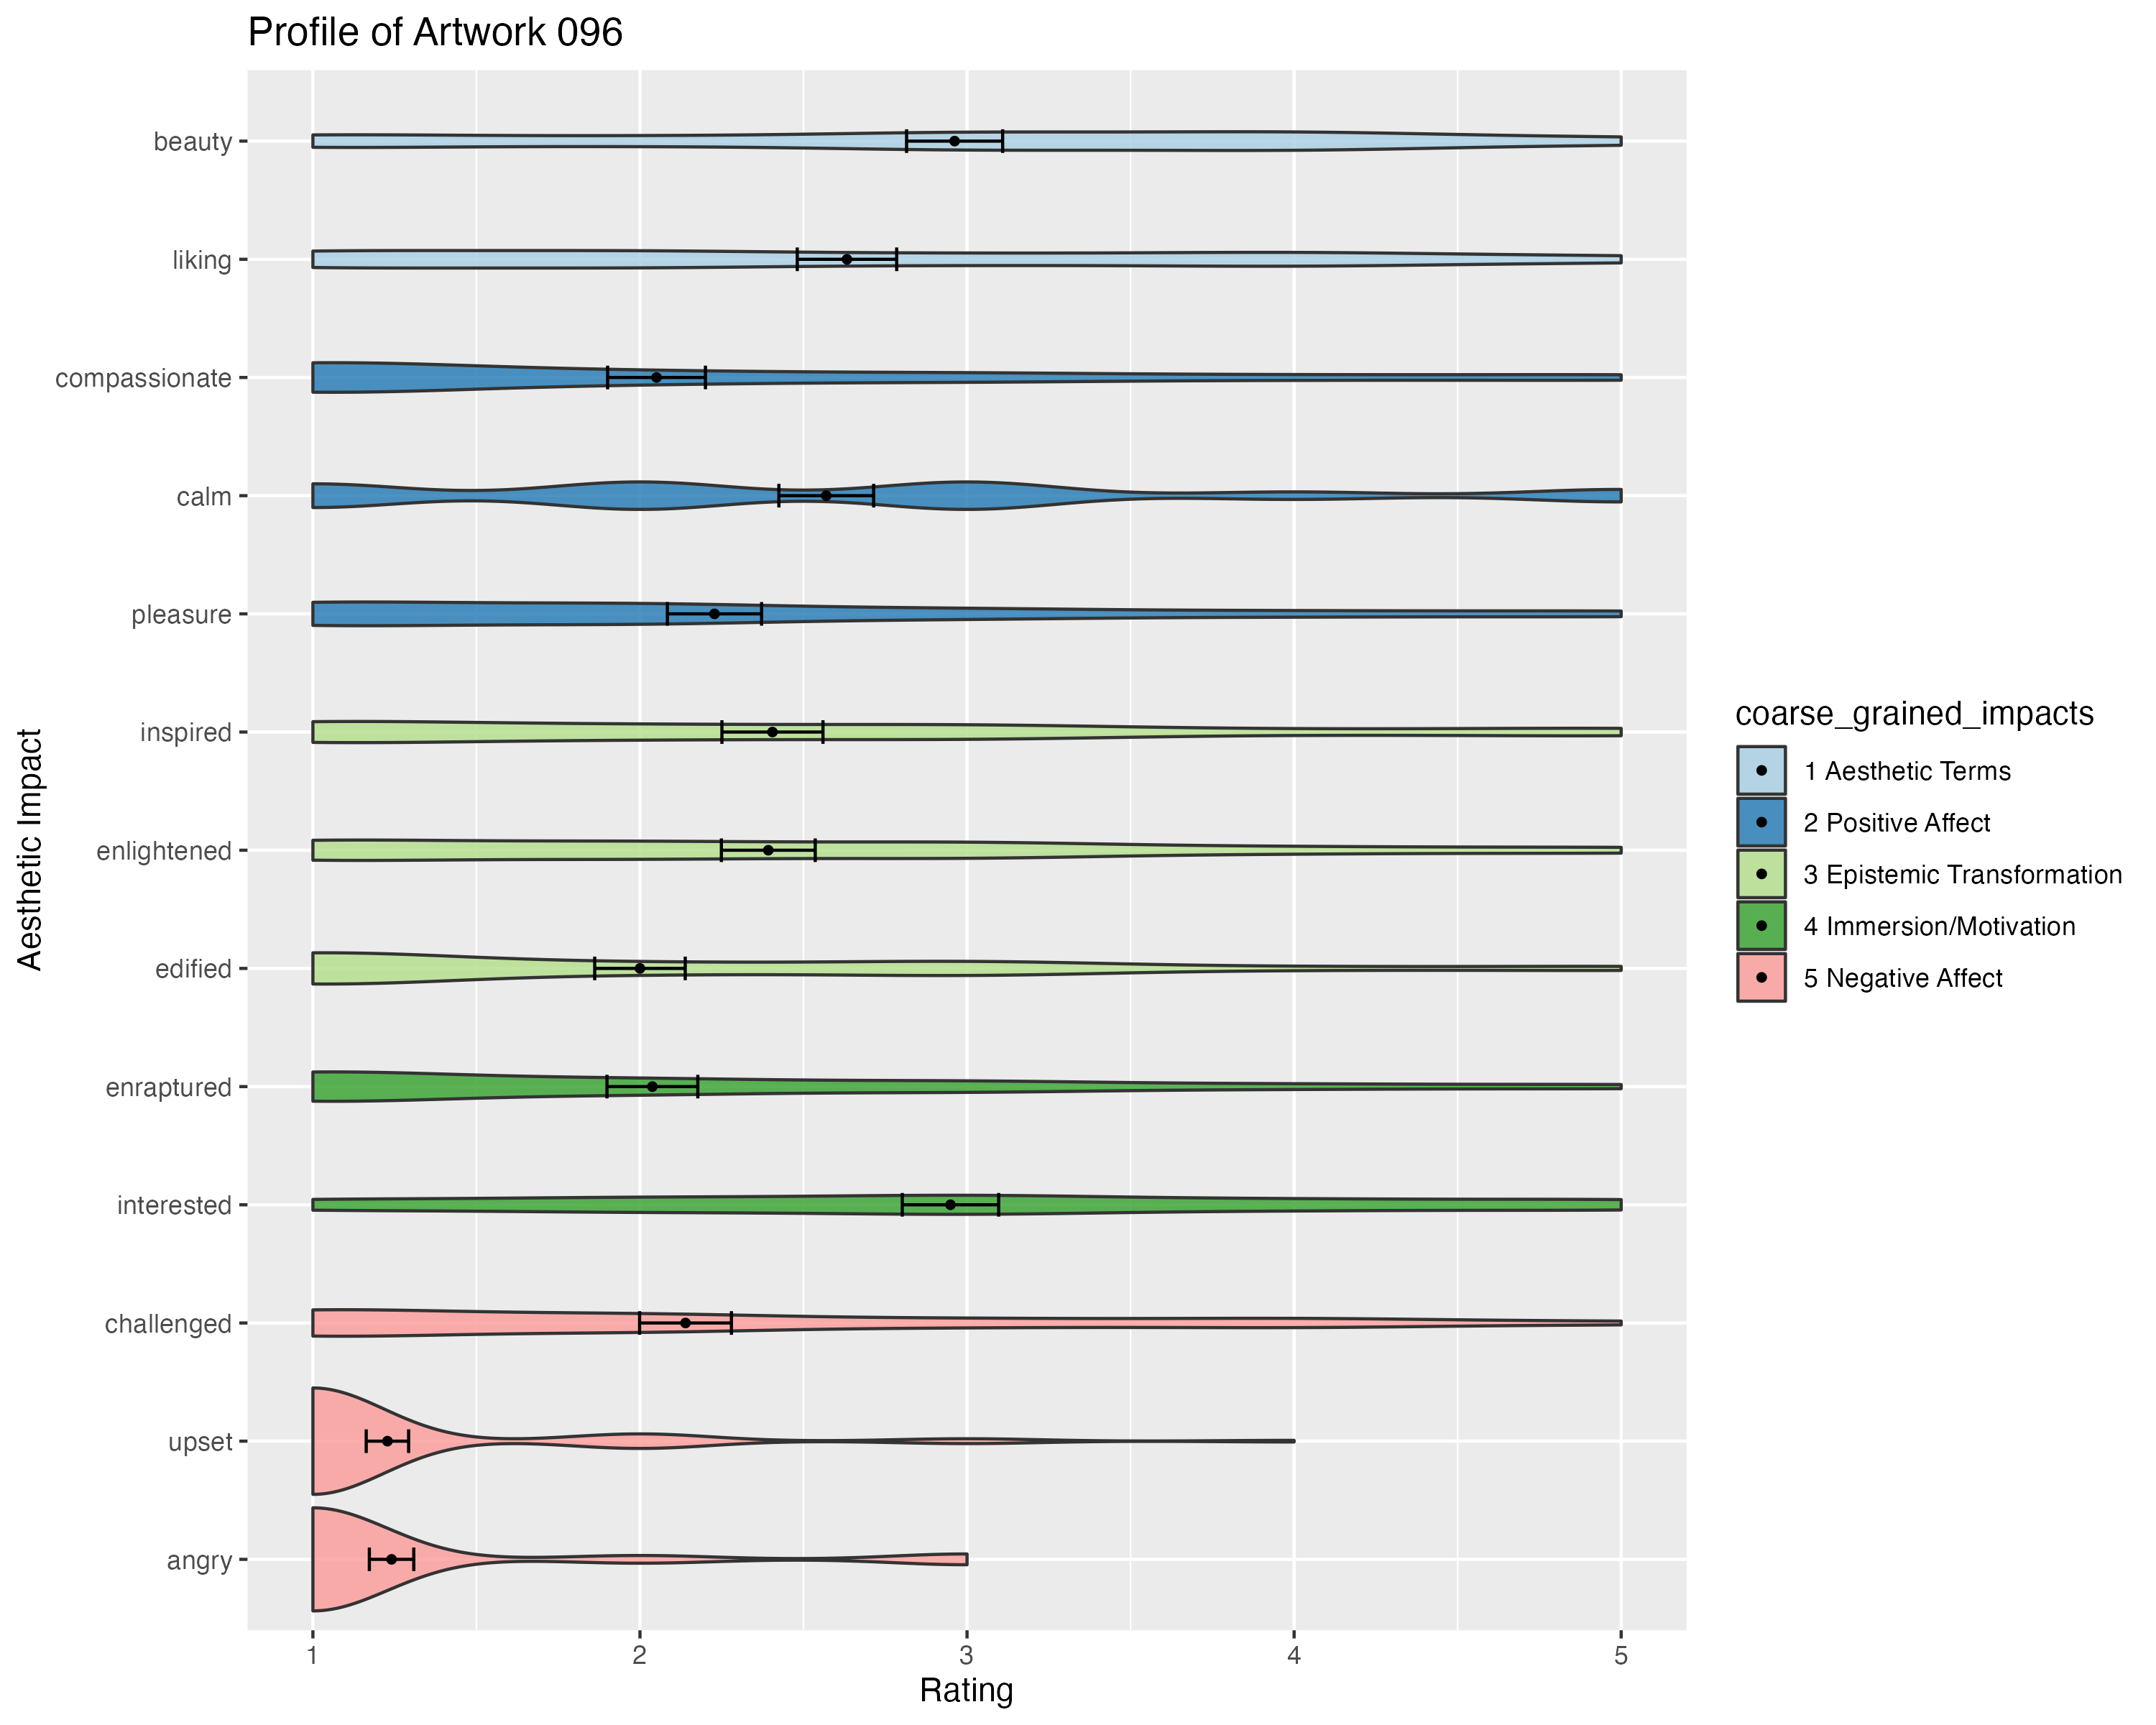 Profile of Artwork 096
beauty
liking
compassionate
calm
pleasure
inspired
enlightened
edified
enraptured
interested
challenged
upset
angry
Aesthetic Impact
1 2 3 4 5
Rating
coarse_grained_impacts
1 Aesthetic Terms
2 Positive Affect
3 Epistemic Transformation
4 Immersion/Motivation
5 Negative Affect